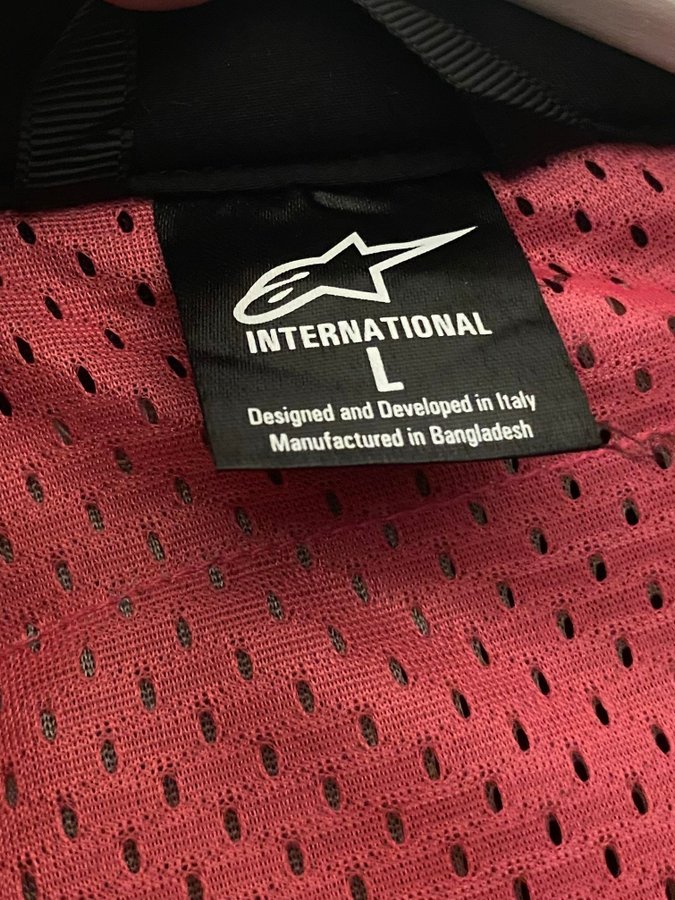 INTERNATIONAL
L
Designed and Developed in Italy
Manufactured in Bangladesh